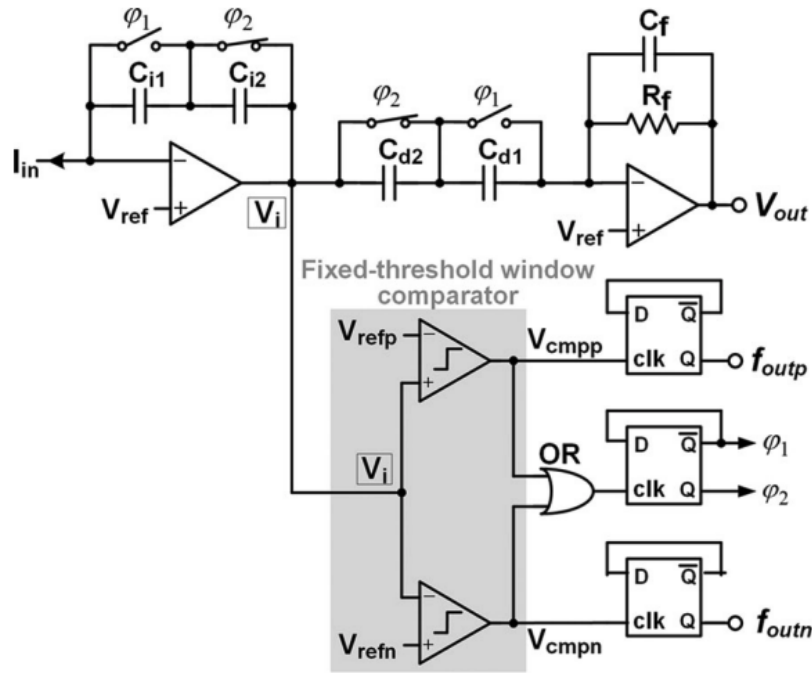 φ1 φ2
Ci1 Ci2
Iin
Vref
− +
Vi
φ2 φ1
Cd2 Cd1
Cf
Rf
− +
Vref
Vout
Fixed-threshold window
comparator
Vrefp
− +
Vcmpp
D Q̅
clk Q
foutp
Vi
OR
D Q̅
clk Q
φ1
φ2
− +
Vrefn
Vcmpn
D Q̅
clk Q
foutn